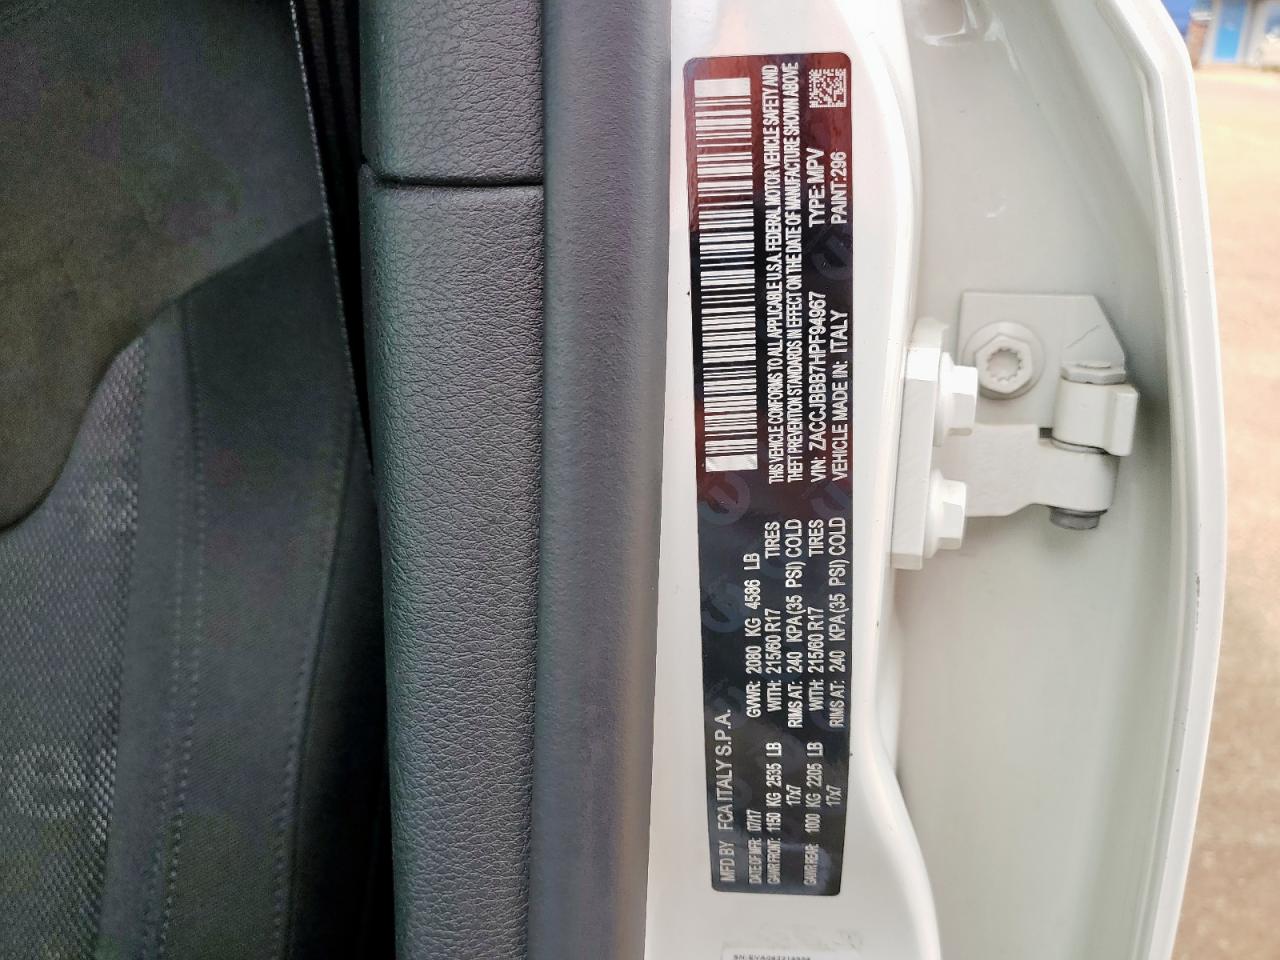 MFD BY FCA ITALY S.P.A.
DATE OF MFR: 07/17 GVWR: 2080 KG 4586 LB
GAWR FRONT: 1150 KG 2535 LB WITH: 215/60 R17 TIRES
17x7 RIMS AT: 240 KPA(35 PSI) COLD
GAWR REAR: 1000 KG 2205 LB WITH: 215/60 R17 TIRES
17x7 RIMS AT: 240 KPA(35 PSI) COLD
THIS VEHICLE CONFORMS TO ALL APPLICABLE U.S.A. FEDERAL MOTOR VEHICLE SAFETY AND
THEFT PREVENTION STANDARDS IN EFFECT ON THE DATE OF MANUFACTURE SHOWN ABOVE
VIN: ZACCJBBB7HPF94967 TYPE: MPV
VEHICLE MADE IN: ITALY PAINT:296